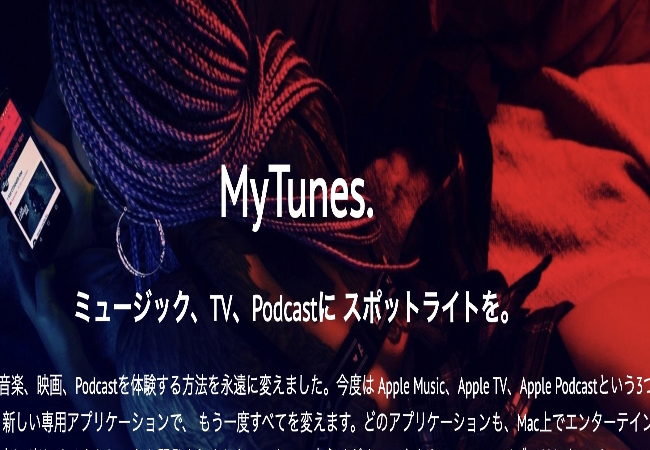 MyTunes.
ミュージック、TV、Podcastに スポットライトを。
音楽、映画、Podcastを体験する方法を永遠に変えました。今度は Apple Music、Apple TV、Apple Podcastという3つ
新しい専用アプリケーションで、もう一度すべてを変えます。どのアプリケーションも、Mac上でエンターテイン